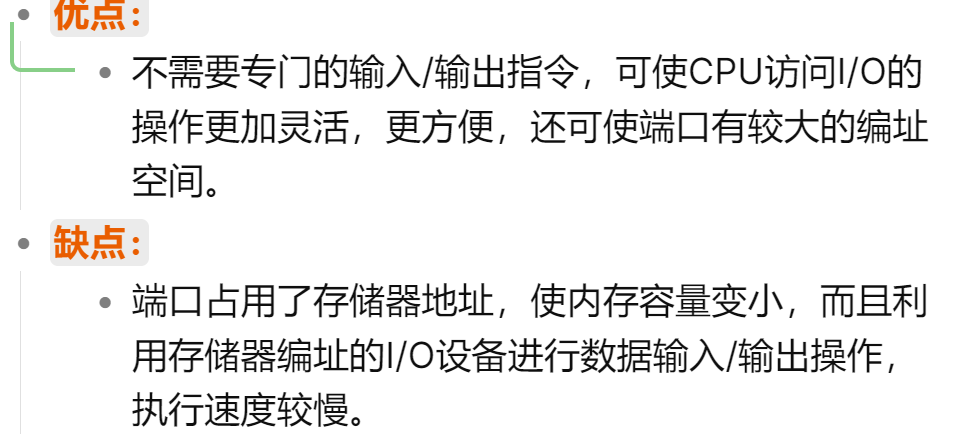 优点：
不需要专门的输入/输出指令，可使CPU访问I/O的
操作更加灵活，更方便，还可使端口有较大的编址
空间。
缺点：
端口占用了存储器地址，使内存容量变小，而且利
用存储器编址的I/O设备进行数据输入/输出操作，
执行速度较慢。